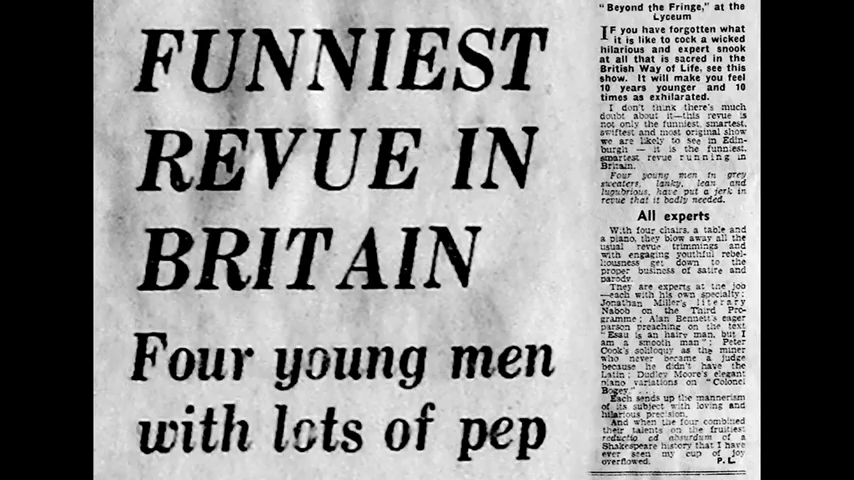 FUNNIEST
REVUE IN
BRITAIN
Four young men
with lots of pep
"Beyond the Fringe," at the
Lyceum
IF you have forgotten what
it is like to cock a wicked
hilarious and expert snook
at all that is sacred in the
British Way of Life, see this
show. It will make you feel
10 years younger and 10
times as exhilarated.
I don't think there's much
doubt about it—this revue is
not only the funniest, smartest,
swiftest and most original show
we are likely to see in Edin-
burgh — it is the funniest,
smartest revue running in
Britain.
Four young men in grey
sweaters, lanky, lean and
lugubrious, have put a jerk in
revue that it badly needed.
All experts
With four chairs, a table and
a piano, they blow away all the
usual revue trimmings and
with engaging youthful rebel-
liousness get down to the
proper business of satire and
parody.
They are experts at the job
—each with his own specialty:
Jonathan Miller's literary
Nabob on the Third Pro-
gramme; Alan Bennett's eager
parson preaching on the text
"Esau is an hairy man, but I
am a smooth man"; Peter
Cook's soliloquy as the miner
who never became a judge
because he didn't have the
Latin; Dudley Moore's elegant
piano variations on "Colonel
Bogey."
Each sends up the mannerism
of its subject with loving and
hilarious precision.
And when the four combined
their talents on the fruitiest
reductio ad absurdum of a
Shakespeare history that I have
ever seen my cup of joy
overflowed. P. L.